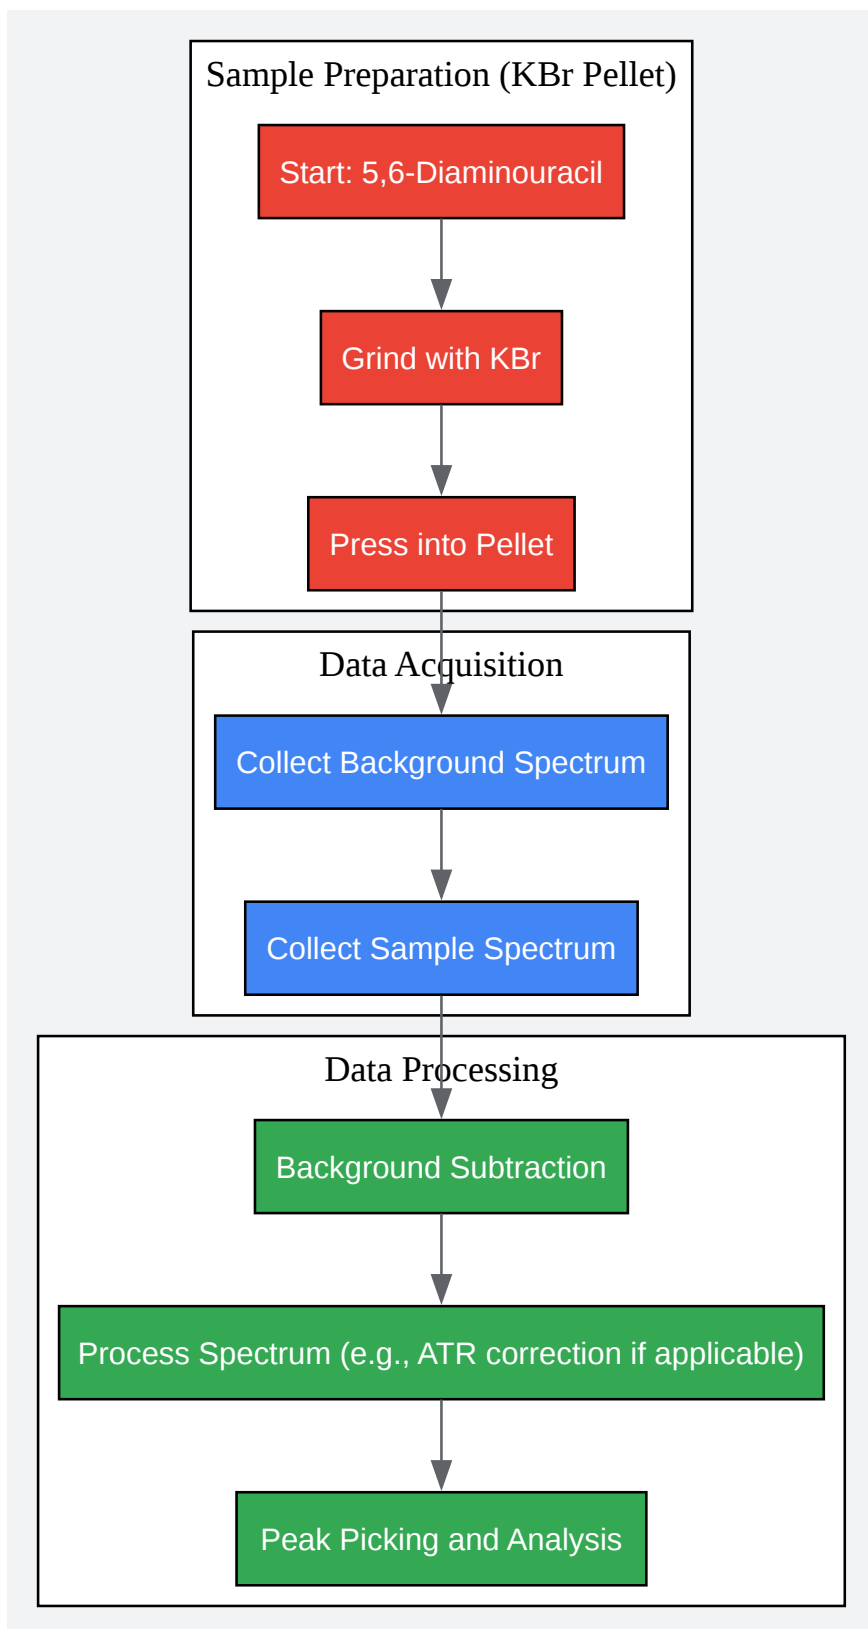 Sample Preparation (KBr Pellet)
Start: 5,6-Diaminouracil
Grind with KBr
Press into Pellet
Data Acquisition
Collect Background Spectrum
Collect Sample Spectrum
Data Processing
Background Subtraction
Process Spectrum (e.g., ATR correction if applicable)
Peak Picking and Analysis